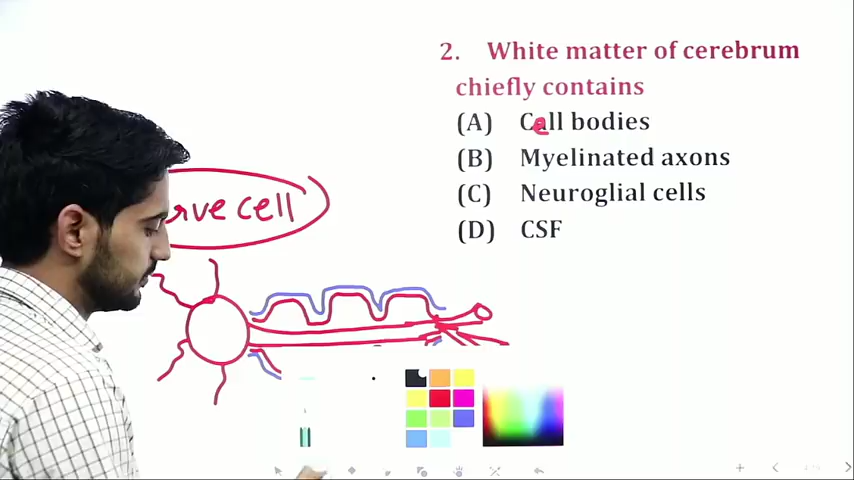 2. White matter of cerebrum
chiefly contains
(A) Cell bodies
(B) Myelinated axons
(C) Neuroglial cells
(D) CSF
rve cell